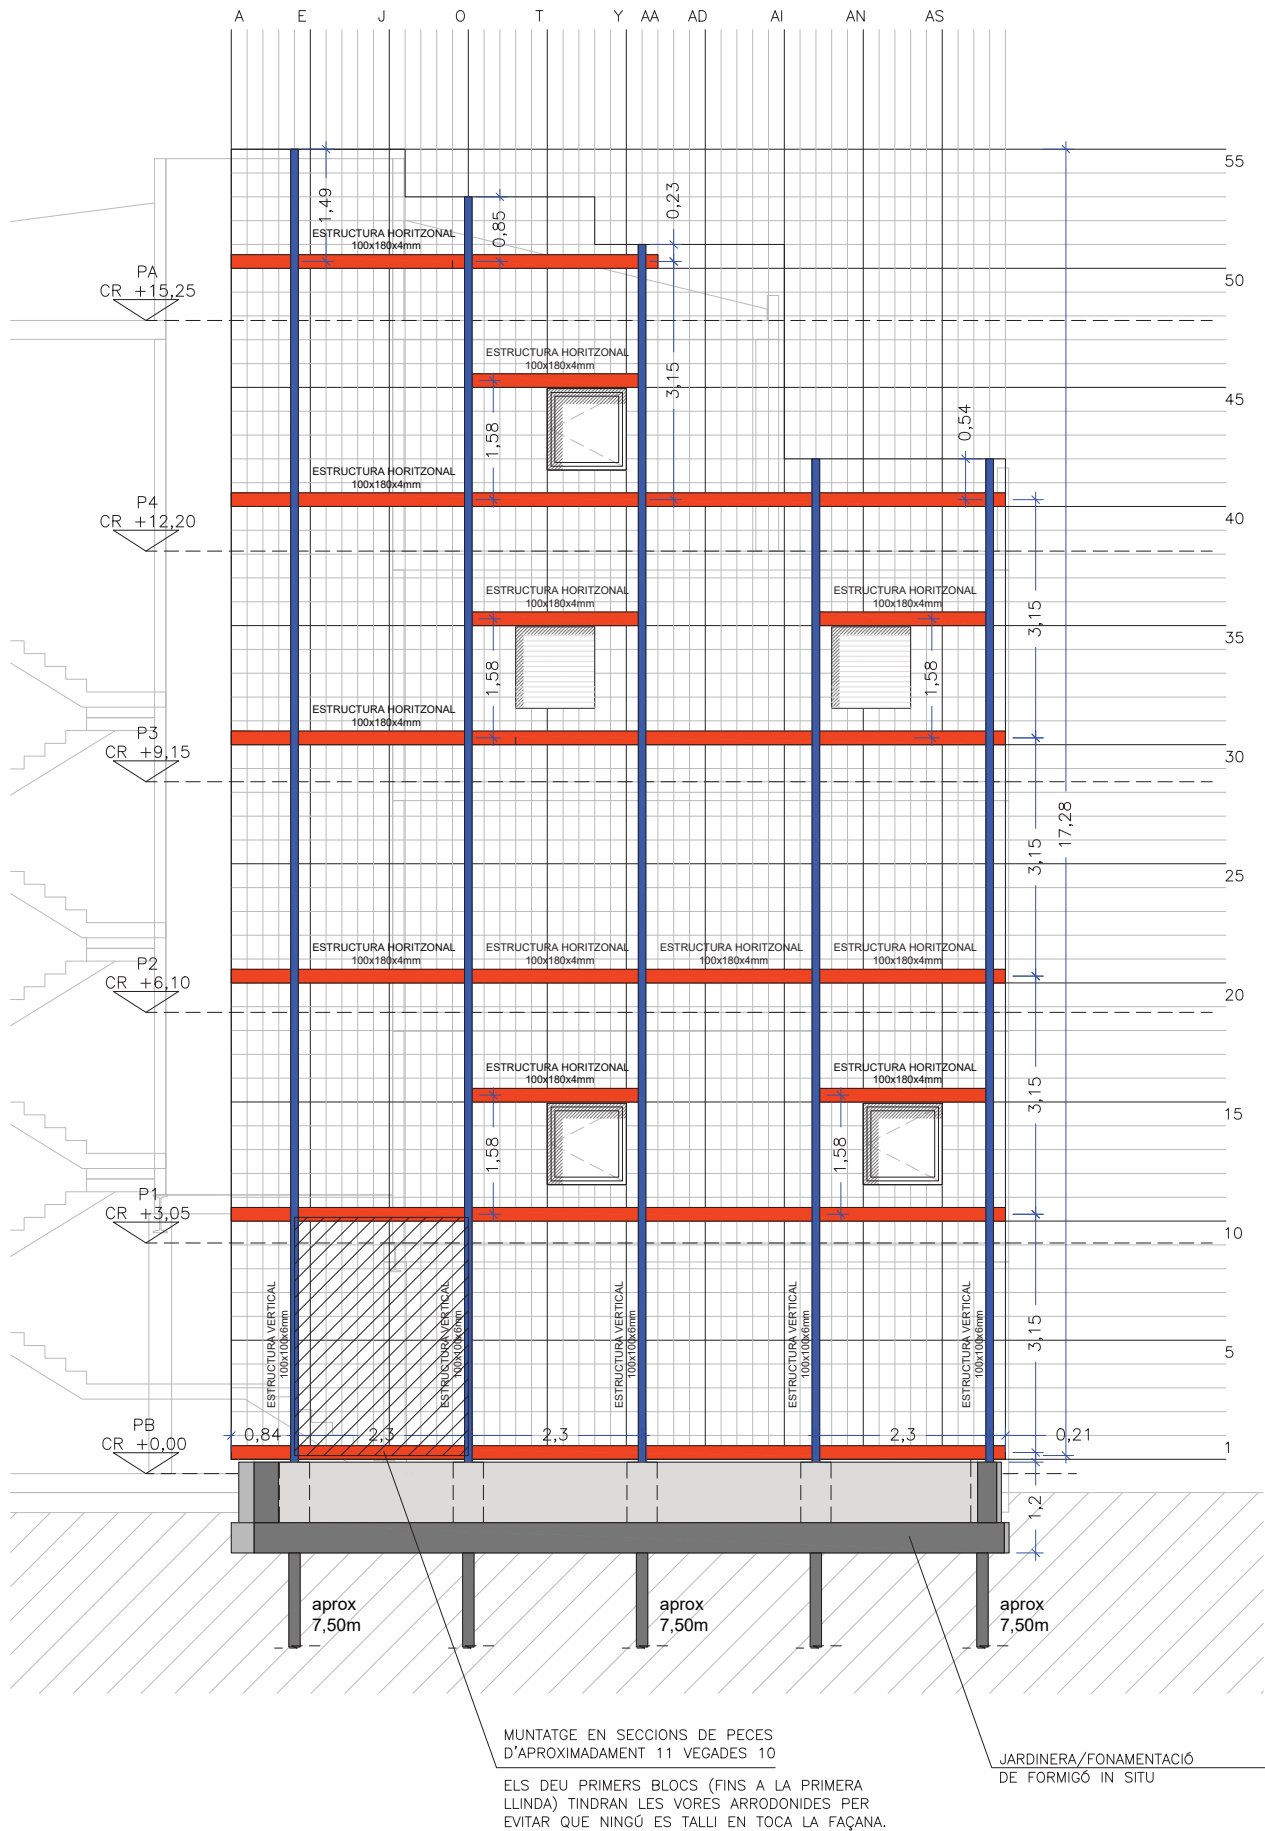 A E J O T Y AA AD AI AN AS
55
1,49
0,85
0,23
ESTRUCTURA HORITZONAL
100x180x4mm
PA
CR +15,25
50
ESTRUCTURA HORITZONAL
100x180x4mm
3,15
45
1,58
0,54
ESTRUCTURA HORITZONAL
100x180x4mm
P4
CR +12,20
40
ESTRUCTURA HORITZONAL
100x180x4mm
ESTRUCTURA HORITZONAL
100x180x4mm
3,15
35
1,58
1,58
ESTRUCTURA HORITZONAL
100x180x4mm
P3
CR +9,15
30
17,28
3,15
25
ESTRUCTURA HORITZONAL
100x180x4mm
ESTRUCTURA HORITZONAL
100x180x4mm
ESTRUCTURA HORITZONAL
100x180x4mm
ESTRUCTURA HORITZONAL
100x180x4mm
P2
CR +6,10
20
ESTRUCTURA HORITZONAL
100x180x4mm
ESTRUCTURA HORITZONAL
100x180x4mm
3,15
15
1,58
1,58
P1
CR +3,05
10
ESTRUCTURA VERTICAL
100x100x6mm
ESTRUCTURA VERTICAL
100x100x6mm
ESTRUCTURA VERTICAL
100x100x6mm
ESTRUCTURA VERTICAL
100x100x6mm
ESTRUCTURA VERTICAL
100x100x6mm
3,15
5
PB
CR +0,00
0,84
2,3
2,3
2,3
0,21
1
1,2
aprox
7,50m
aprox
7,50m
aprox
7,50m
MUNTATGE EN SECCIONS DE PECES
D'APROXIMADAMENT 11 VEGADES 10
ELS DEU PRIMERS BLOCS (FINS A LA PRIMERA
LLINDA) TINDRAN LES VORES ARRODONIDES PER
EVITAR QUE NINGÚ ES TALLI EN TOCA LA FAÇANA.
JARDINERA/FONAMENTACIÓ
DE FORMIGÓ IN SITU